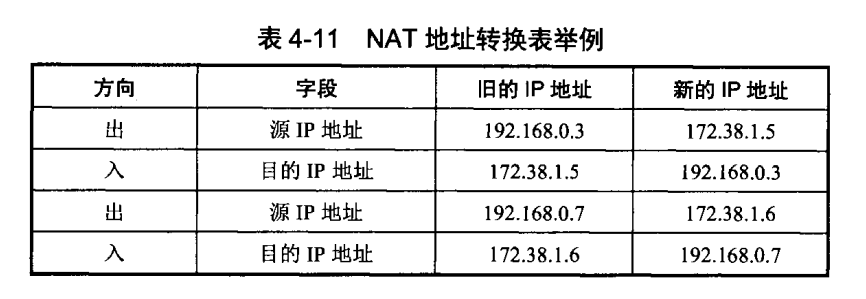 表 4-11 NAT 地址转换表举例
方向 字段 旧的 IP 地址 新的 IP 地址
出 源 IP 地址 192.168.0.3 172.38.1.5
入 目的 IP 地址 172.38.1.5 192.168.0.3
出 源 IP 地址 192.168.0.7 172.38.1.6
入 目的 IP 地址 172.38.1.6 192.168.0.7